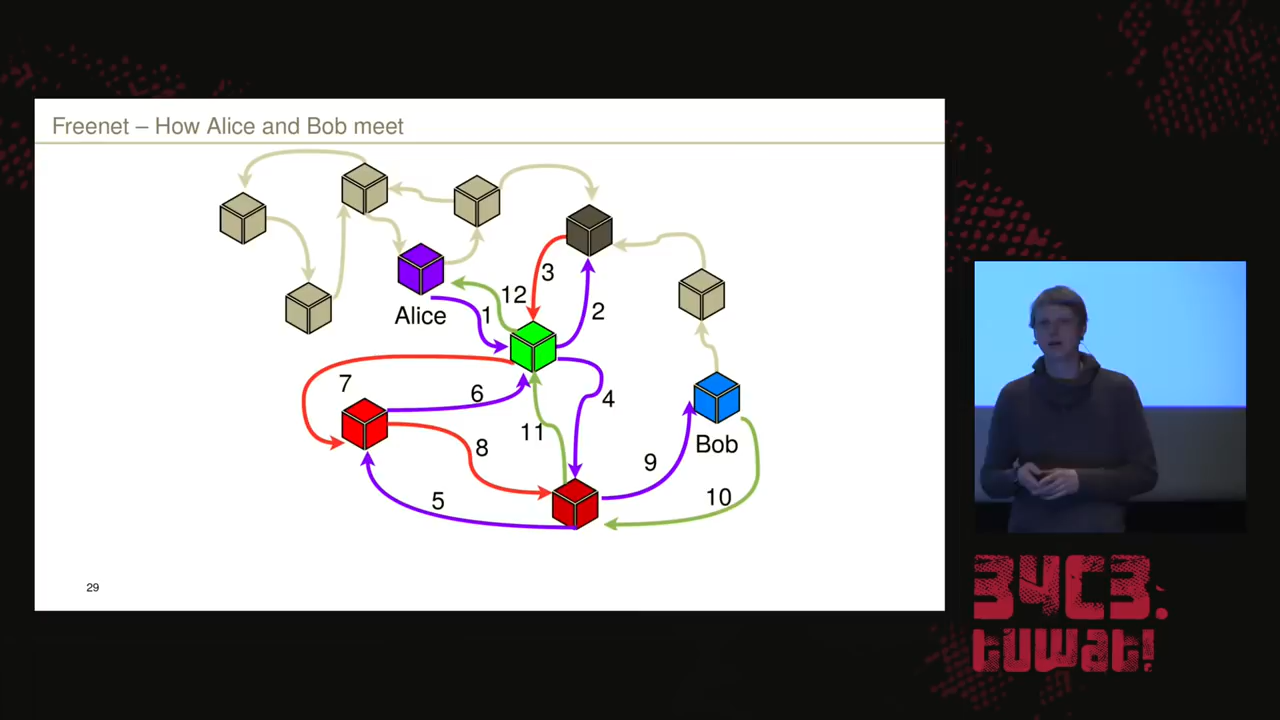 Freenet – How Alice and Bob meet
3
12
Alice
1
2
7
6
4
11
8
Bob
9
5
10
29
34C3.
tuwat!